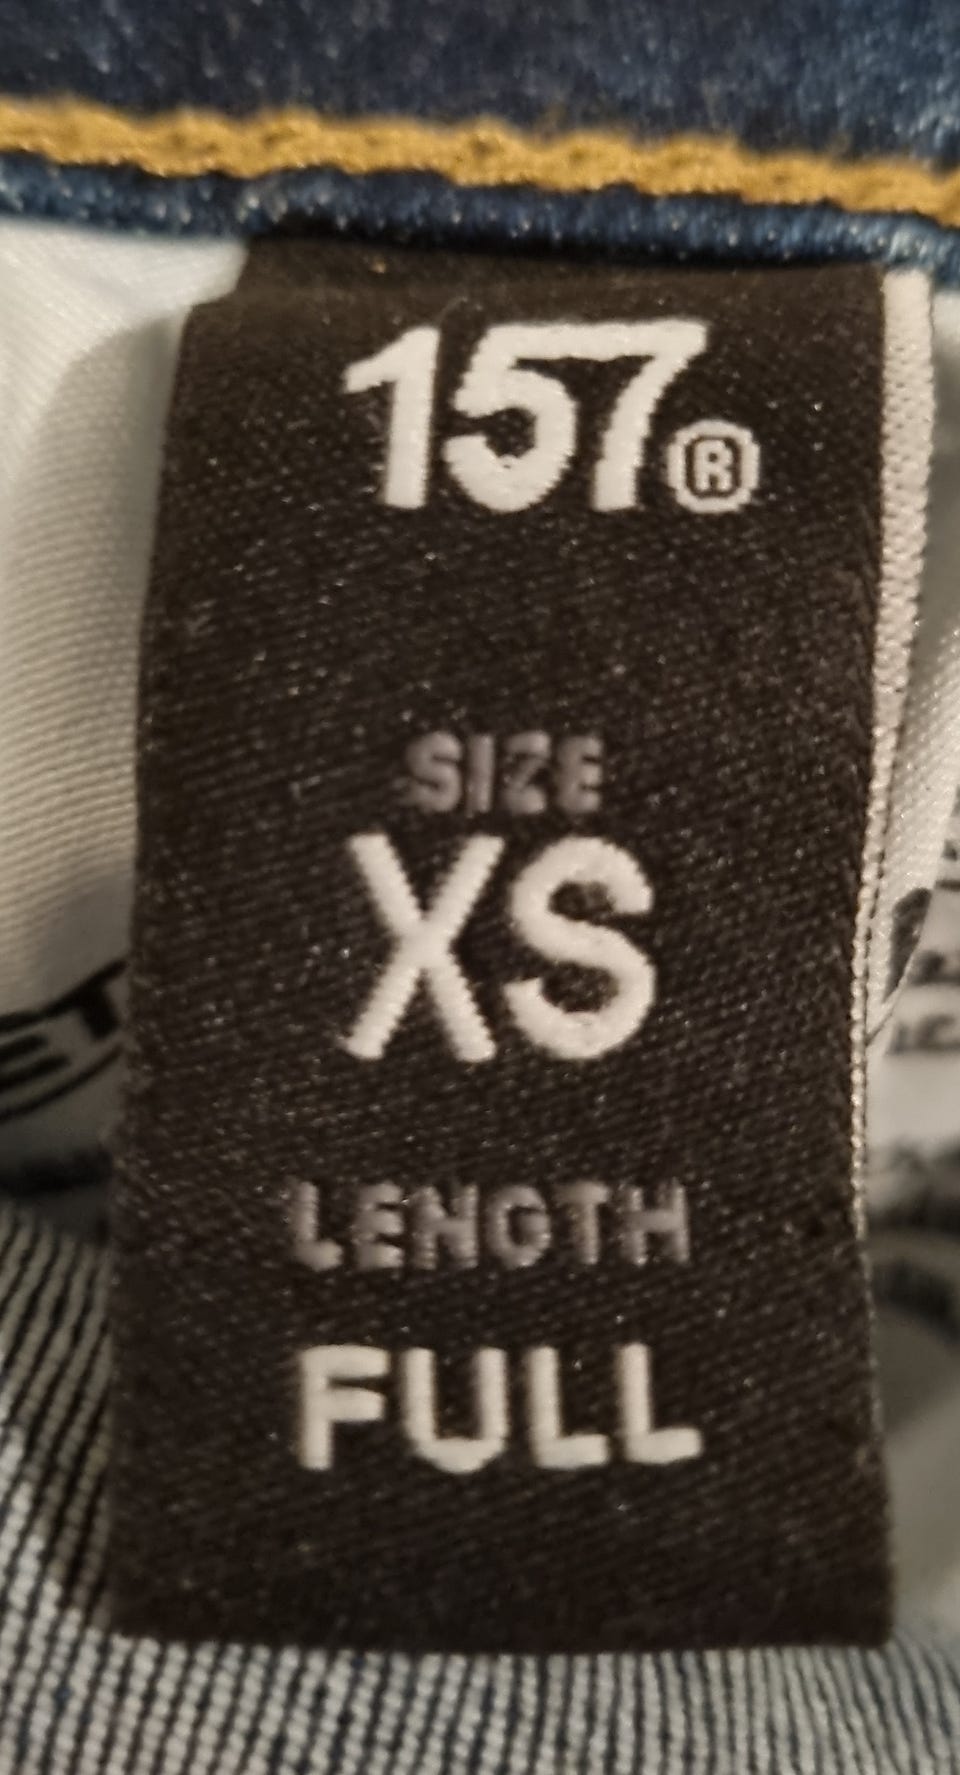 157®
SIZE
XS
LENGTH
FULL